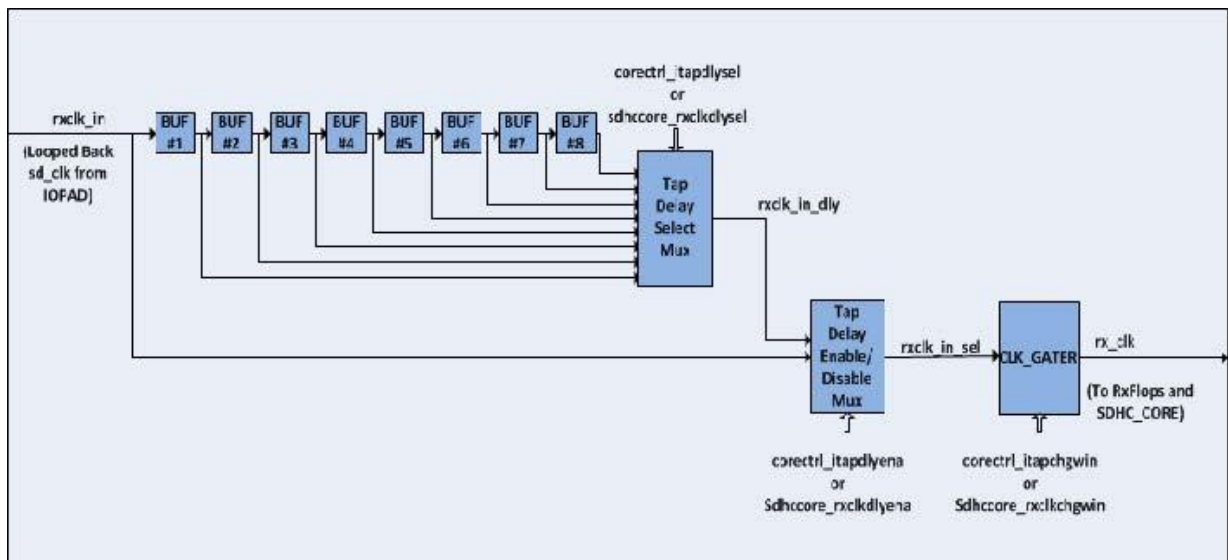 corectrl_itapdlysel
or
sdhccore_rxclkdlysel
rxclk_in
(Looped Back
sd_clk from
IOPAD)
BUF
#1
BUF
#2
BUF
#3
BUF
#4
BUF
#5
BUF
#6
BUF
#7
BUF
#8
Tap
Delay
Select
Mux
rxclk_in_dly
Tap
Delay
Enable/
Disable
Mux
rxclk_in_sel
CLK_GATER
rx_clk
(To RxFlops and
SDHC_CORE)
corectrl_itapdlyena
or
Sdhccore_rxclkdlyena
corectrl_itapchgwin
or
Sdhccore_rxclkchgwin